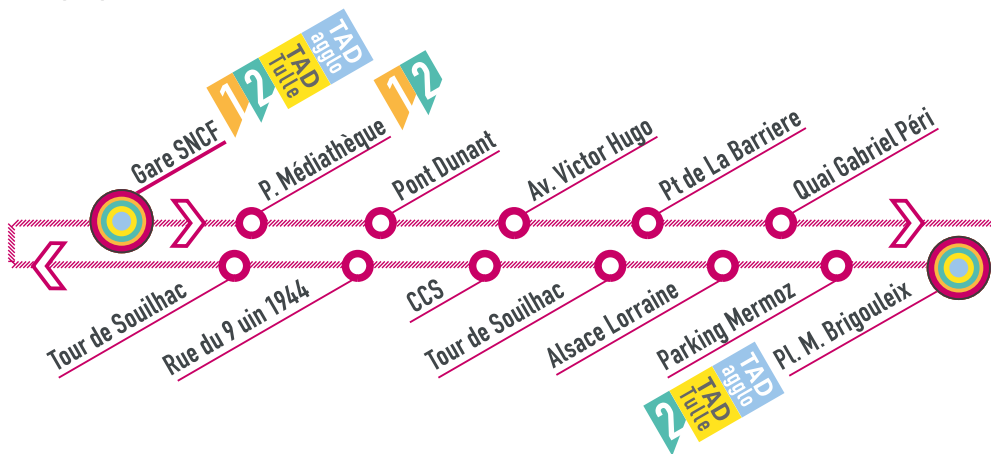 Gare SNCF
1
2
TAD
Tulle
TAD
agglo
P. Médiathèque
1
2
Pont Dunant
Av. Victor Hugo
Pt de La Barriere
Quai Gabriel Péri
Tour de Souilhac
Rue du 9 uin 1944
CCS
Tour de Souilhac
Alsace Lorraine
Parking Mermoz
Pl. M. Brigouleix
2
TAD
Tulle
TAD
agglo